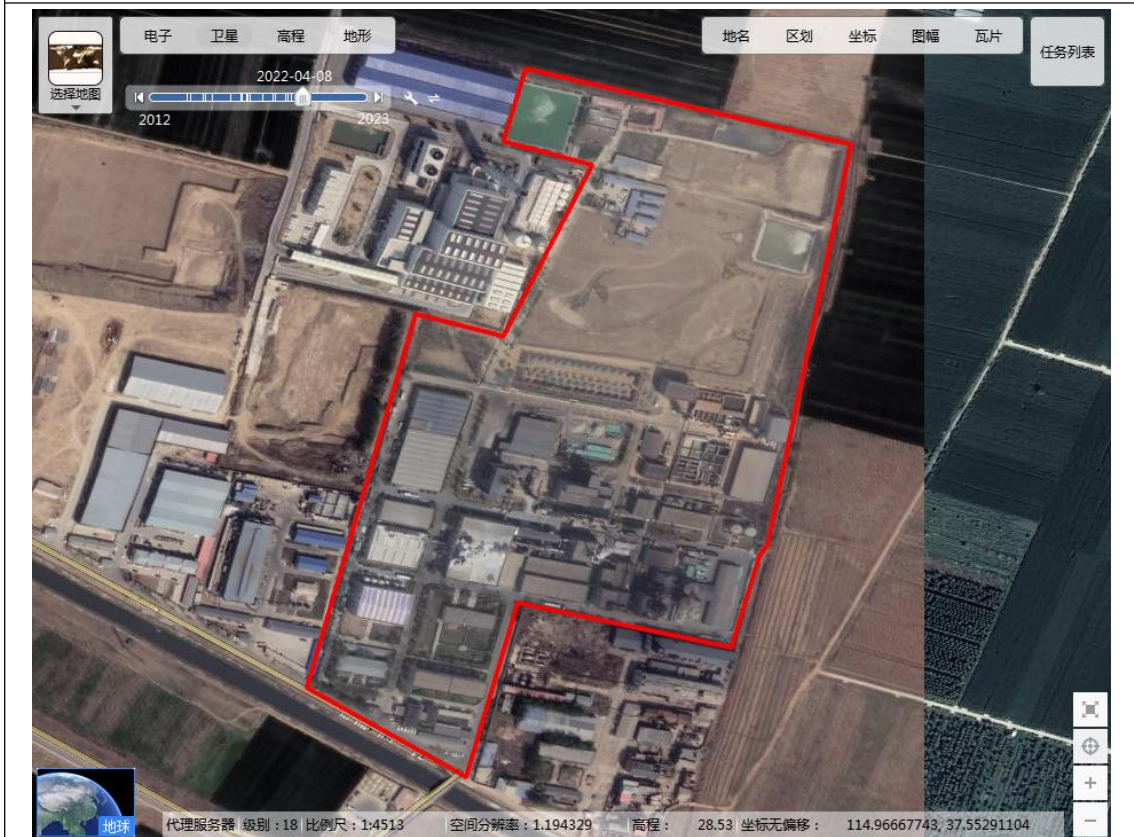 电子 卫星 高程 地形
地名 区划 坐标 图幅 瓦片
任务列表
选择地图
2022-04-08
2012 2023
地球
代理服务器 级别：18 比例尺：1:4513 空间分辨率：1.194329 高程： 28.53 坐标无偏移： 114.96667743, 37.55291104